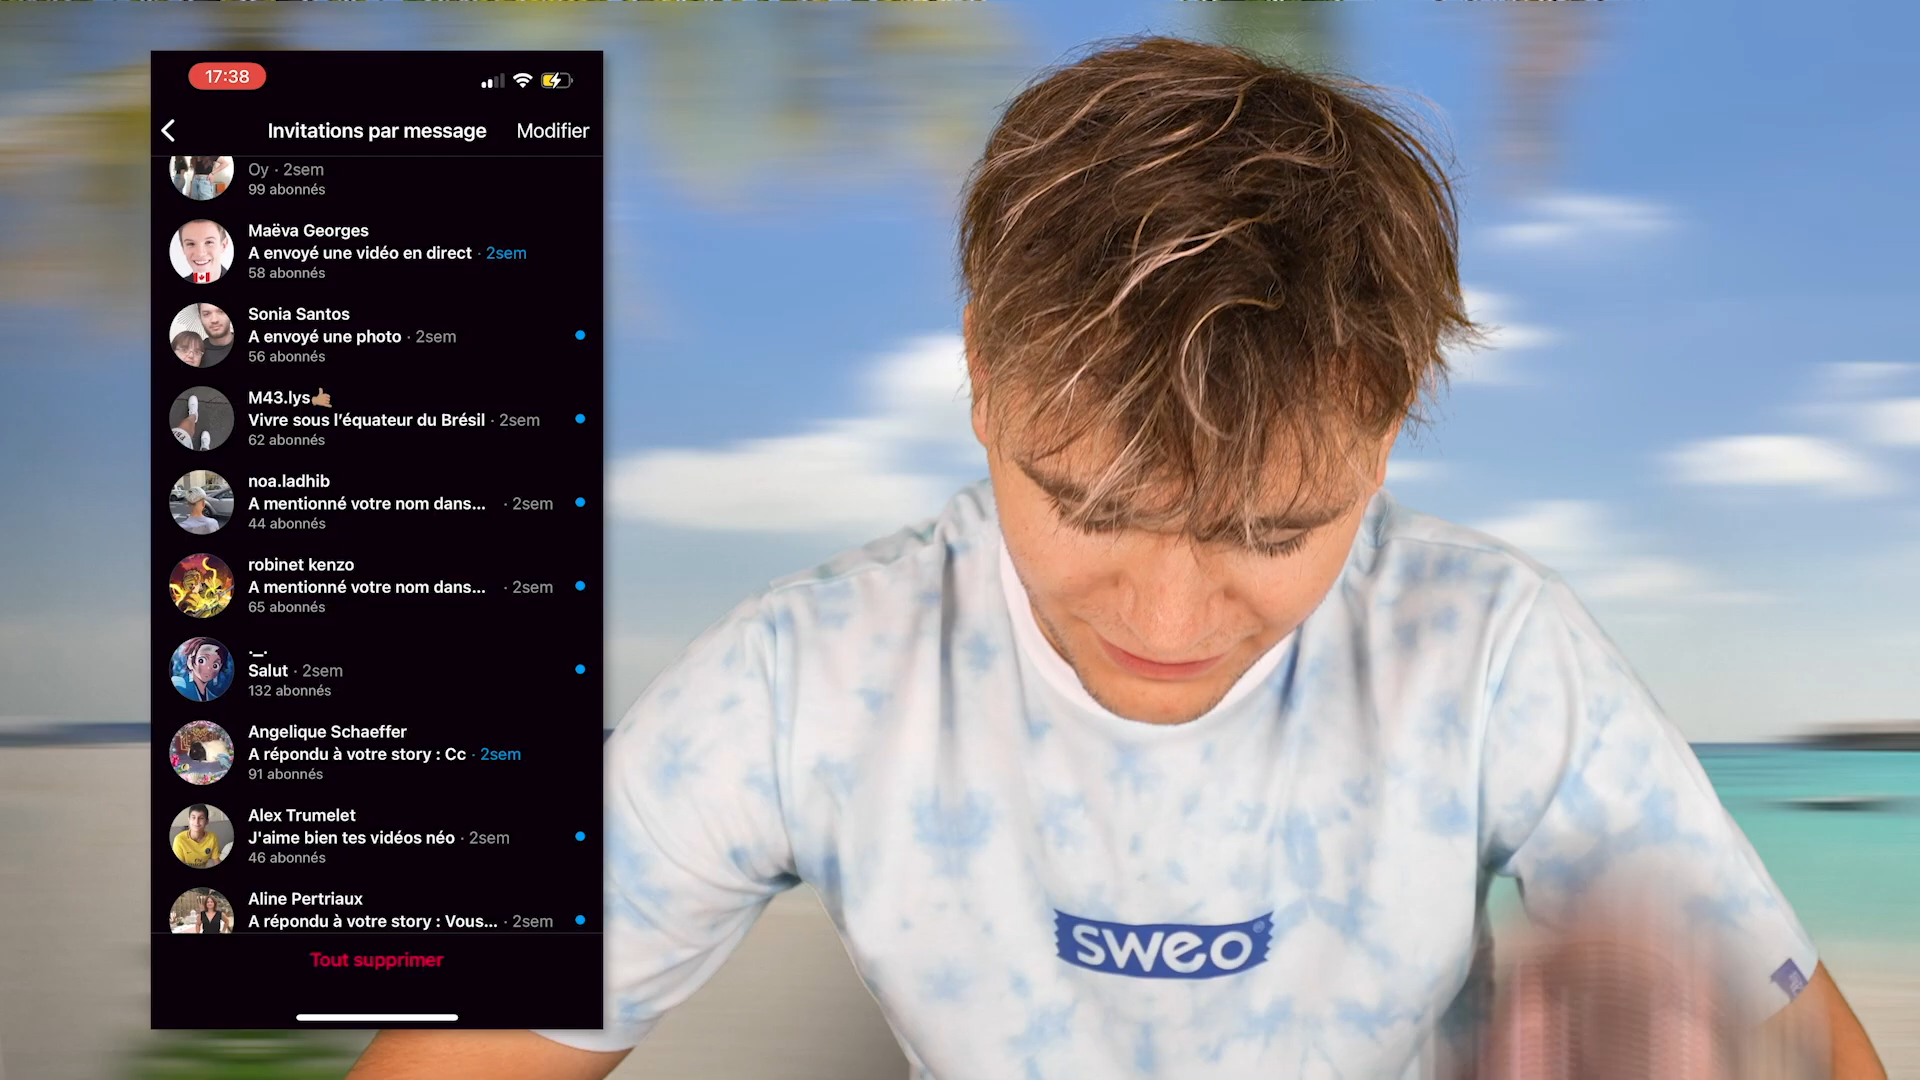 17:38
Invitations par message
Modifier
Oy · 2sem
99 abonnés
Maëva Georges
A envoyé une vidéo en direct · 2sem
58 abonnés
Sonia Santos
A envoyé une photo · 2sem
56 abonnés
M43.lys🤙🏽
Vivre sous l'équateur du Brésil · 2sem
62 abonnés
noa.ladhib
A mentionné votre nom dans... · 2sem
44 abonnés
robinet kenzo
A mentionné votre nom dans... · 2sem
65 abonnés
._.
Salut · 2sem
132 abonnés
Angelique Schaeffer
A répondu à votre story : Cc · 2sem
91 abonnés
Alex Trumelet
J'aime bien tes vidéos néo · 2sem
46 abonnés
Aline Pertriaux
A répondu à votre story : Vous... · 2sem
Tout supprimer
sweo®